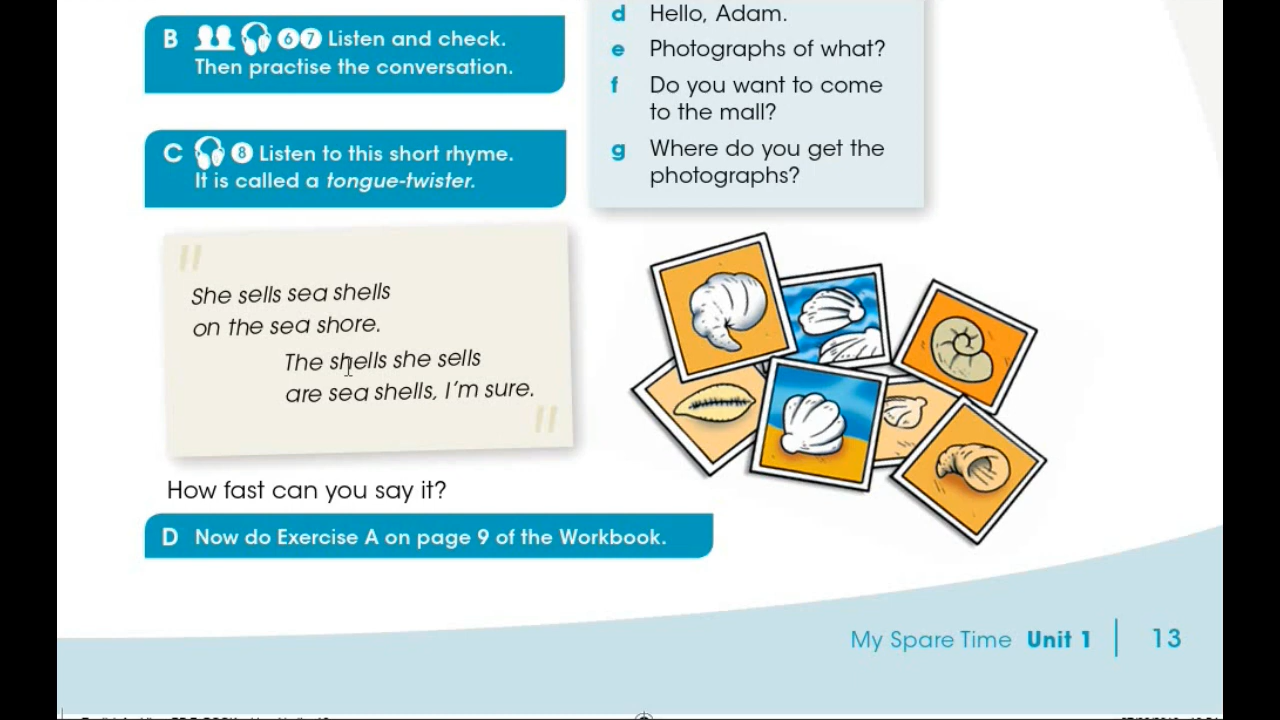 B 6 7 Listen and check.
Then practise the conversation.
C 8 Listen to this short rhyme.
It is called a tongue-twister.
d Hello, Adam.
e Photographs of what?
f Do you want to come
to the mall?
g Where do you get the
photographs?
"
She sells sea shells
on the sea shore.
The shells she sells
are sea shells, I'm sure.
"
How fast can you say it?
D Now do Exercise A on page 9 of the Workbook.
My Spare Time Unit 1 | 13